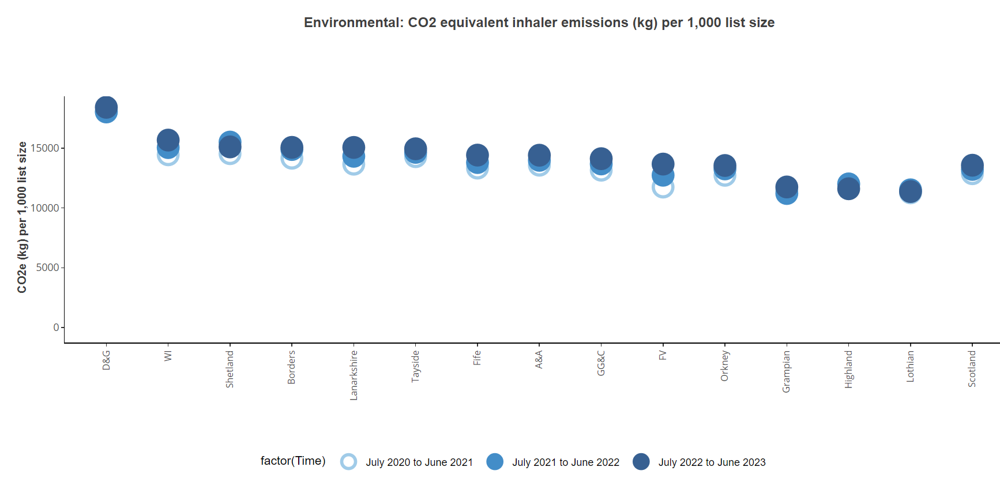 Environmental: CO2 equivalent inhaler emissions (kg) per 1,000 list size
CO2e (kg) per 1,000 list size
15000
10000
5000
0
D&G
WI
Shetland
Borders
Lanarkshire
Tayside
Fife
A&A
GG&C
FV
Orkney
Grampian
Highland
Lothian
Scotland
factor(Time)
July 2020 to June 2021
July 2021 to June 2022
July 2022 to June 2023